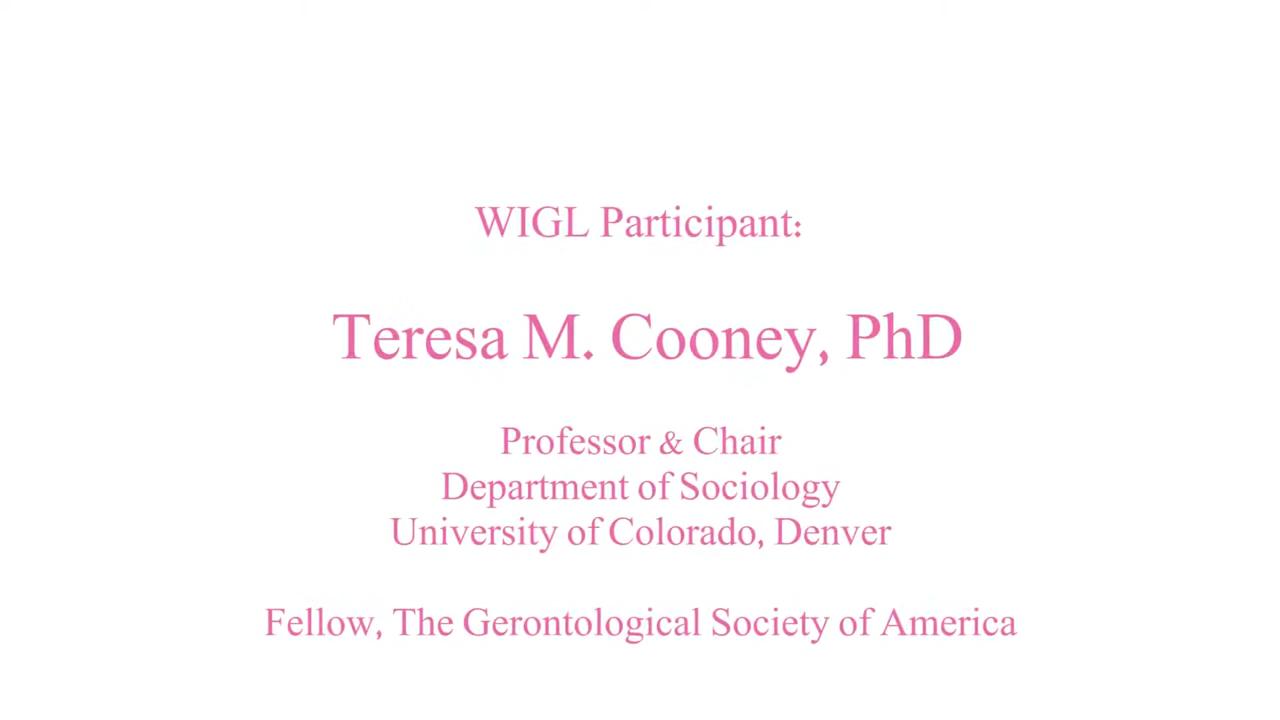 WIGL Participant:
Teresa M. Cooney, PhD
Professor & Chair
Department of Sociology
University of Colorado, Denver
Fellow, The Gerontological Society of America